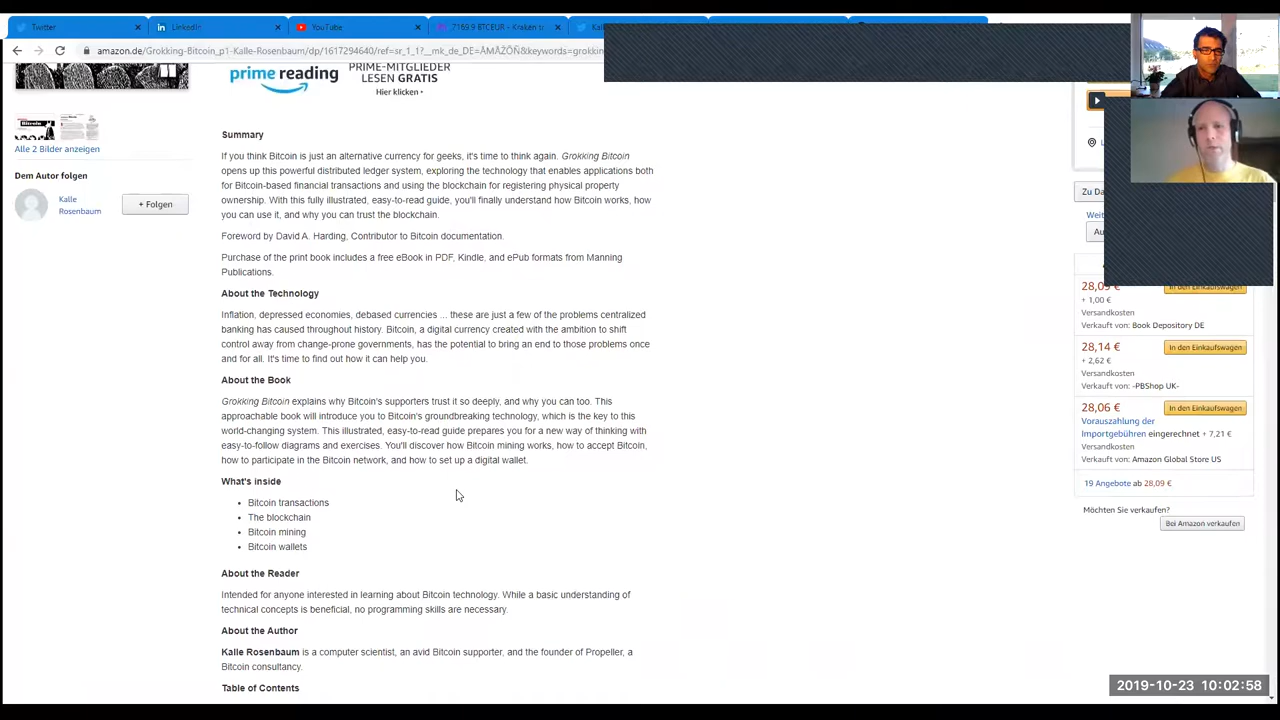 Twitter
LinkedIn
YouTube
7169.9 BTCEUR - Kraken
amazon.de/Grokking-Bitcoin_p1-Kalle-Rosenbaum/dp/1617294640/ref=sr_1_1?__mk_de_DE=ÅMÅŽÕÑ&keywords=grokkin
prime reading
PRIME-MITGLIEDER
LESEN GRATIS
Hier klicken
Alle 2 Bilder anzeigen
Dem Autor folgen
Kalle
Rosenbaum
+ Folgen
Summary
If you think Bitcoin is just an alternative currency for geeks, it's time to think again. Grokking Bitcoin
opens up this powerful distributed ledger system, exploring the technology that enables applications both
for Bitcoin-based financial transactions and using the blockchain for registering physical property
ownership. With this fully illustrated, easy-to-read guide, you'll finally understand how Bitcoin works, how
you can use it, and why you can trust the blockchain.
Foreword by David A. Harding, Contributor to Bitcoin documentation.
Purchase of the print book includes a free eBook in PDF, Kindle, and ePub formats from Manning
Publications.
About the Technology
Inflation, depressed economies, debased currencies ... these are just a few of the problems centralized
banking has caused throughout history. Bitcoin, a digital currency created with the ambition to shift
control away from change-prone governments, has the potential to bring an end to those problems once
and for all. It's time to find out how it can help you.
About the Book
Grokking Bitcoin explains why Bitcoin's supporters trust it so deeply, and why you can too. This
approachable book will introduce you to Bitcoin's groundbreaking technology, which is the key to this
world-changing system. This illustrated, easy-to-read guide prepares you for a new way of thinking with
easy-to-follow diagrams and exercises. You'll discover how Bitcoin mining works, how to accept Bitcoin,
how to participate in the Bitcoin network, and how to set up a digital wallet.
What's inside
• Bitcoin transactions
• The blockchain
• Bitcoin mining
• Bitcoin wallets
About the Reader
Intended for anyone interested in learning about Bitcoin technology. While a basic understanding of
technical concepts is beneficial, no programming skills are necessary.
About the Author
Kalle Rosenbaum is a computer scientist, an avid Bitcoin supporter, and the founder of Propeller, a
Bitcoin consultancy.
Table of Contents
Zu Da
Weit
Au
28,09 €
In den Einkaufswagen
+ 1,00 €
Versandkosten
Verkauft von: Book Depository DE
28,14 €
In den Einkaufswagen
+ 2,62 €
Versandkosten
Verkauft von: -PBShop UK-
28,06 €
In den Einkaufswagen
Vorauszahlung der
Importgebühren eingerechnet + 7,21 €
Versandkosten
Verkauft von: Amazon Global Store US
19 Angebote ab 28,09 €
Möchten Sie verkaufen?
Bei Amazon verkaufen
2019-10-23 10:02:58